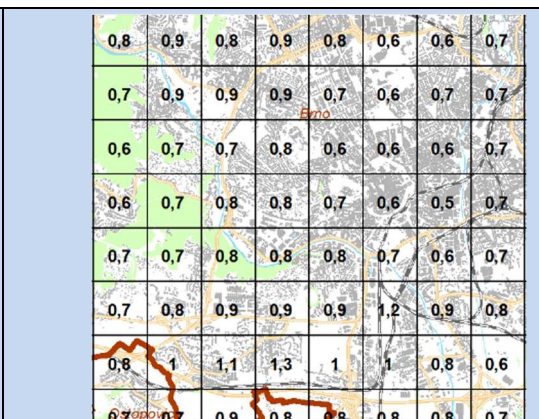 0,8 0,9 0,8 0,9 0,8 0,6 0,6 0,7
0,7 0,9 0,9 0,9 0,7 0,6 0,7 0,7
Brno
0,6 0,7 0,7 0,8 0,6 0,6 0,6 0,7
0,6 0,7 0,8 0,8 0,7 0,6 0,5 0,7
0,7 0,7 0,8 0,8 0,8 0,7 0,6 0,7
0,7 0,8 0,9 0,9 0,9 1,2 0,9 0,8
0,8 1 1,1 1,3 1 1 0,8 0,6
0,9 0,8 0,8 0,8 0,8 0,7